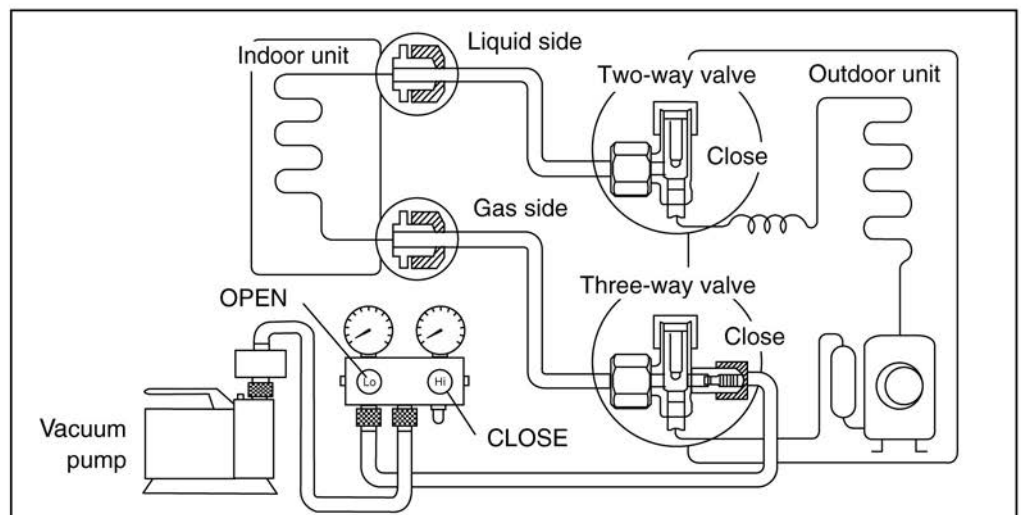 Indoor unit
Liquid side
Two-way valve
Outdoor unit
Close
Gas side
Three-way valve
Close
OPEN
Lo
Hi
CLOSE
Vacuum
pump